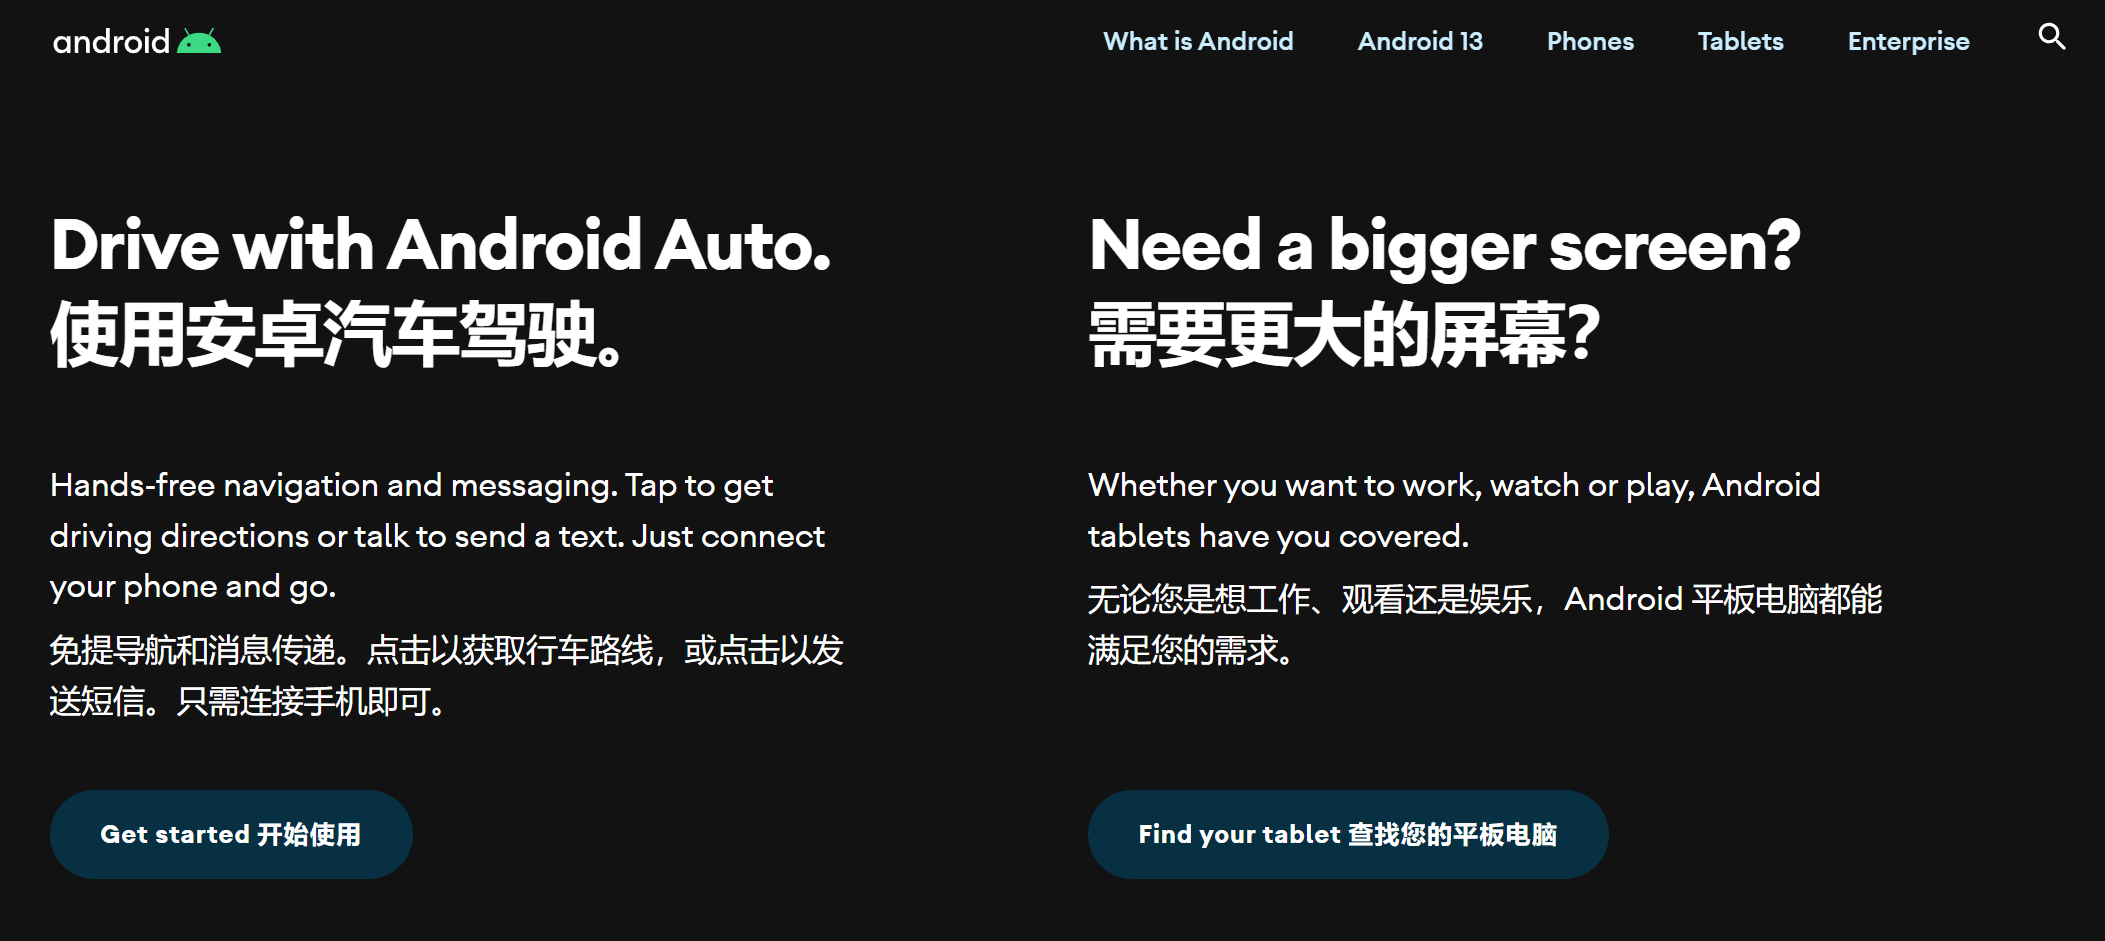 android
What is Android
Android 13
Phones
Tablets
Enterprise
Drive with Android Auto.
使用安卓汽车驾驶。
Hands-free navigation and messaging. Tap to get
driving directions or talk to send a text. Just connect
your phone and go.
免提导航和消息传递。点击以获取行车路线，或点击以发
送短信。只需连接手机即可。
Get started 开始使用
Need a bigger screen?
需要更大的屏幕？
Whether you want to work, watch or play, Android
tablets have you covered.
无论您是想工作、观看还是娱乐，Android 平板电脑都能
满足您的需求。
Find your tablet 查找您的平板电脑